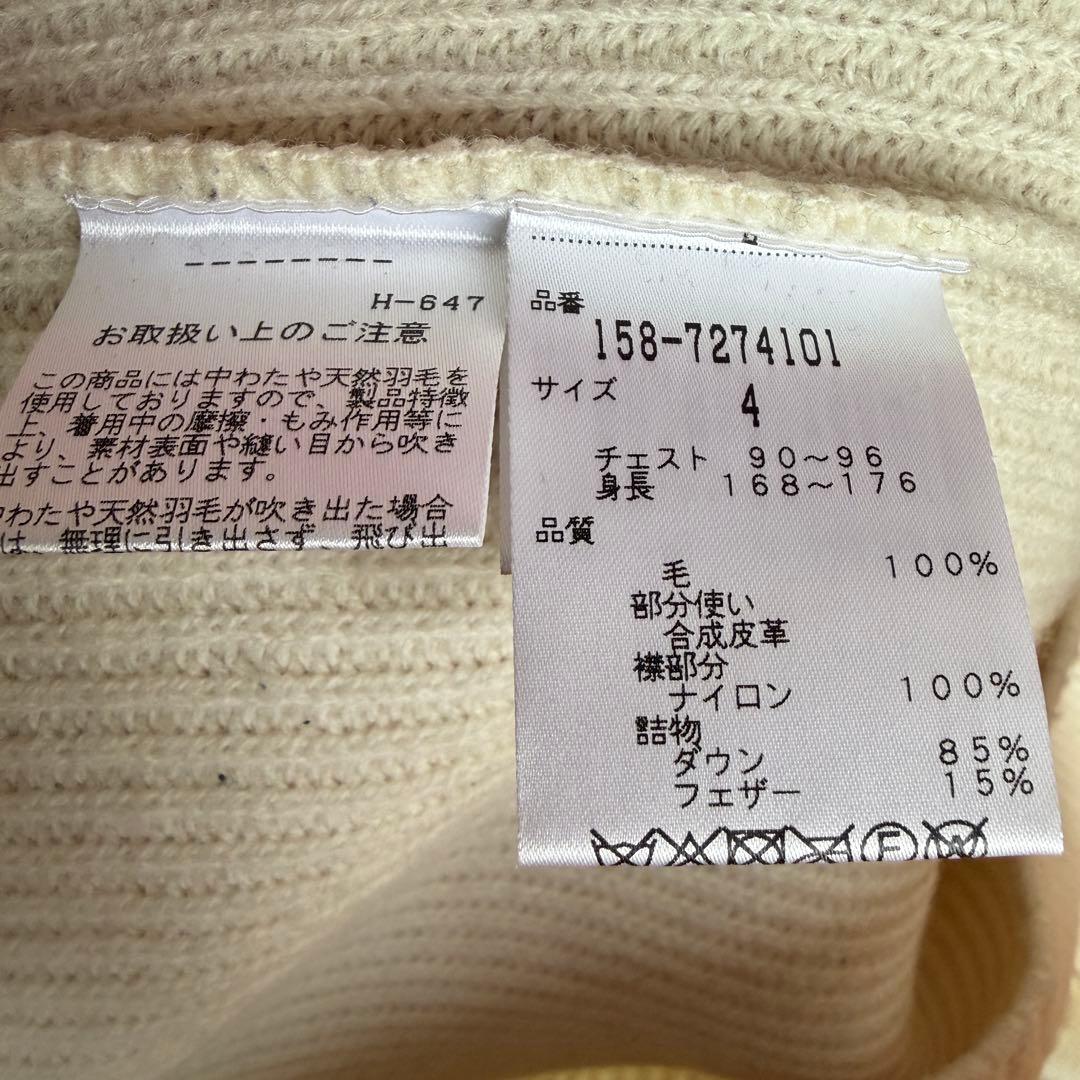 H-647
お取扱い上のご注意
この商品には中わたや天然羽毛を
使用しておりますので、製品特徴
上、着用中の摩擦・もみ作用等に
より、素材表面や縫い目から吹き
出すことがあります。
中わたや天然羽毛が吹き出た場合
は、無理に引き出さず、飛び出
品番
158-7274101
サイズ
4
チェスト 90～96
身長 168～176
品質
毛 100%
部分使い
合成皮革
襟部分
ナイロン 100%
詰物
ダウン 85%
フェザー 15%
F
W